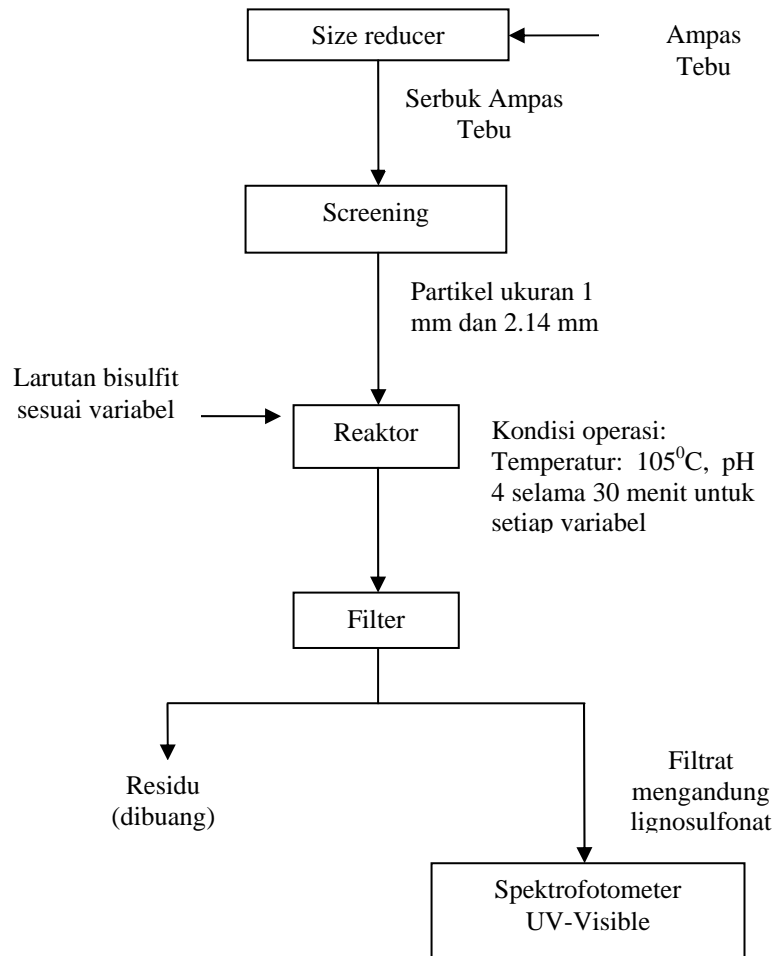 Size reducer
Ampas
Tebu
Serbuk Ampas
Tebu
Screening
Partikel ukuran 1
mm dan 2.14 mm
Larutan bisulfit
sesuai variabel
Reaktor
Kondisi operasi:
Temperatur: 105⁰C, pH
4 selama 30 menit untuk
setiap variabel
Filter
Residu
(dibuang)
Filtrat
mengandung
lignosulfonat
Spektrofotometer
UV-Visible